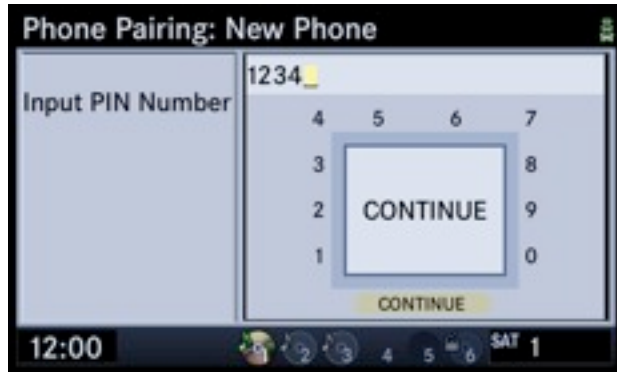 Phone Pairing: New Phone
1234_
Input PIN Number
4 5 6 7
3 8
CONTINUE
2 9
1 0
CONTINUE
12:00 2 3 4 5 6 SAT 1